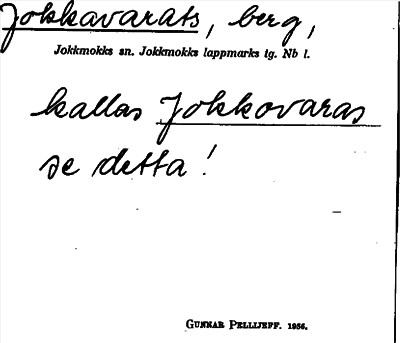 Jokkavarats, berg,
Jokkmokks sn. Jokkmokks lappmarks tg. Nb l.
kallas Jokkovaras
se detta!
GUNNAR PELLIJEFF. 1956.